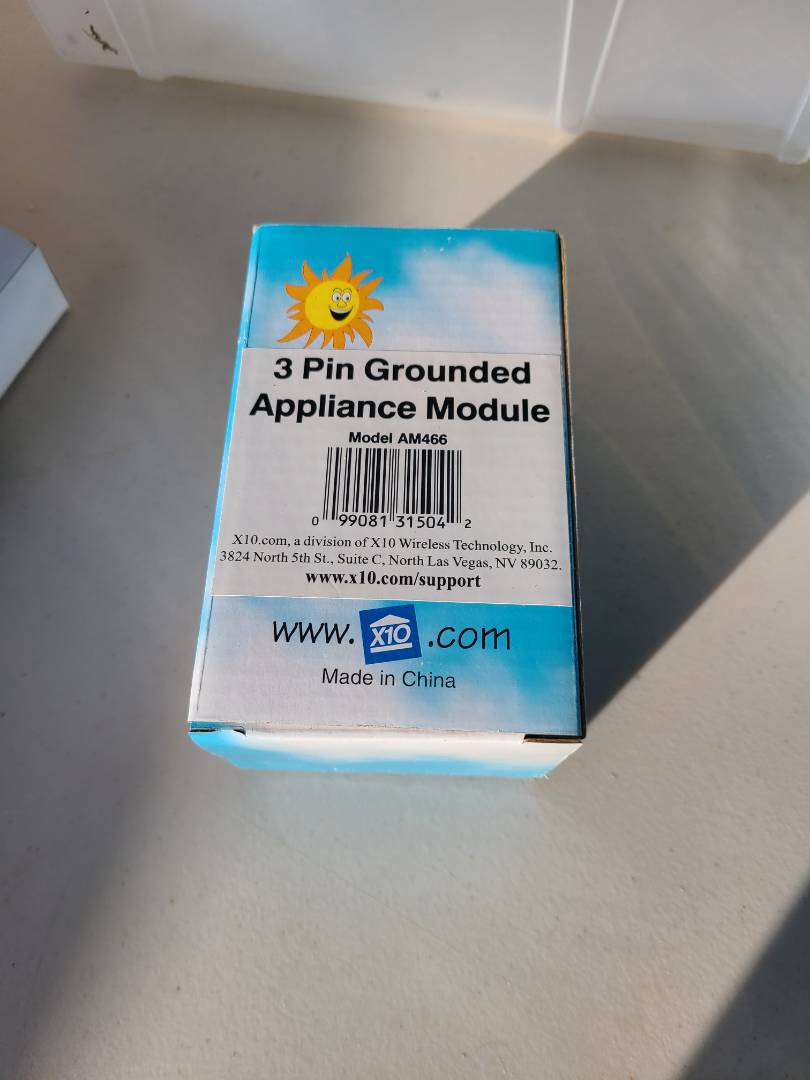 3 Pin Grounded
Appliance Module
Model AM466
0 99081 31504 2
X10.com, a division of X10 Wireless Technology, Inc.
3824 North 5th St., Suite C, North Las Vegas, NV 89032.
www.x10.com/support
www.X10.com
Made in China